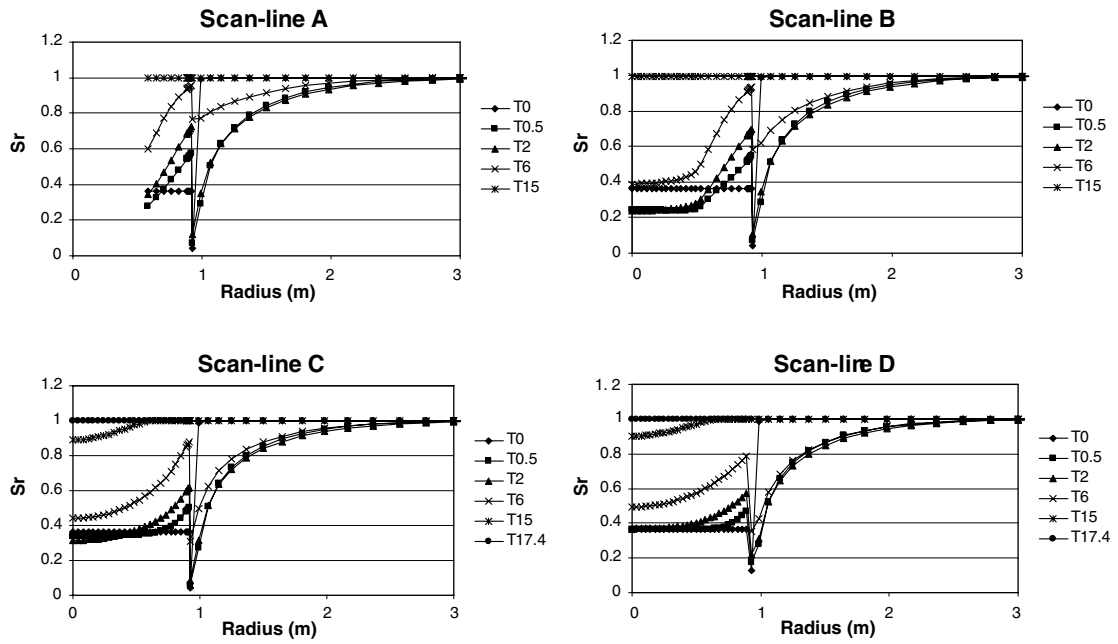 Scan-line A
1.2
1
0.8
0.6
0.4
0.2
0
Sr
0 1 2 3
Radius (m)
T0
T0.5
T2
T6
T15
Scan-line B
1.2
1
0.8
0.6
0.4
0.2
0
Sr
0 1 2 3
Radius (m)
T0
T0.5
T2
T6
T15
Scan-line C
1.2
1
0.8
0.6
0.4
0.2
0
Sr
0 1 2 3
Radius (m)
T0
T0.5
T2
T6
T15
T17.4
Scan-line D
1.2
1
0.8
0.6
0.4
0.2
0
Sr
0 1 2 3
Radius (m)
T0
T0.5
T2
T6
T15
T17.4